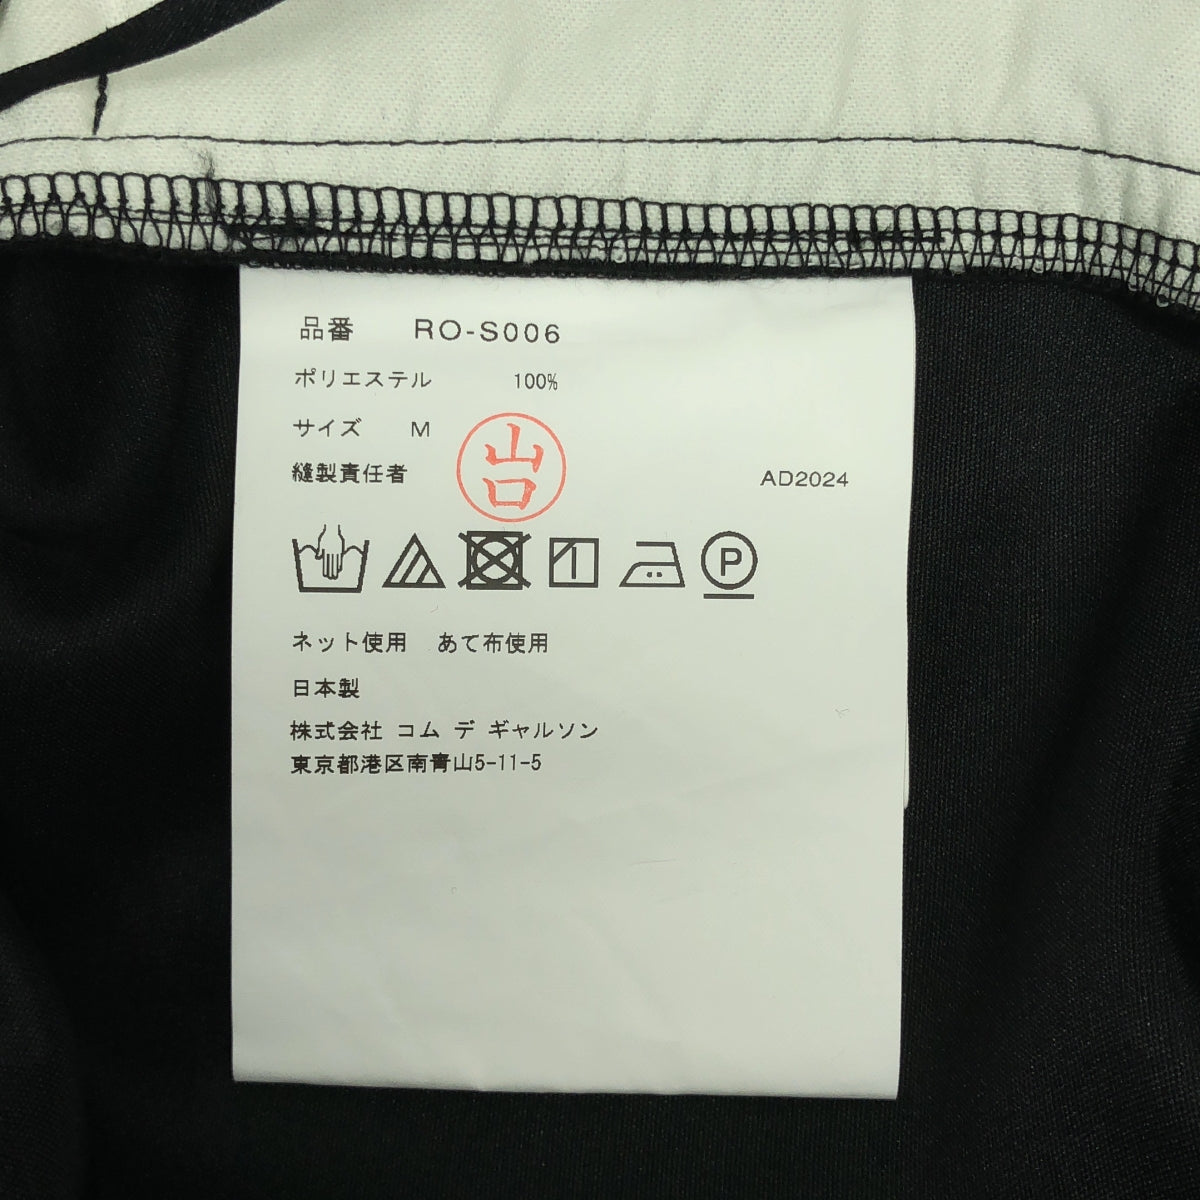 品番 RO-S006
ポリエステル 100%
サイズ M
山口
縫製責任者
AD2024
P
ネット使用 あて布使用
日本製
株式会社 コム デ ギャルソン
東京都港区南青山5-11-5